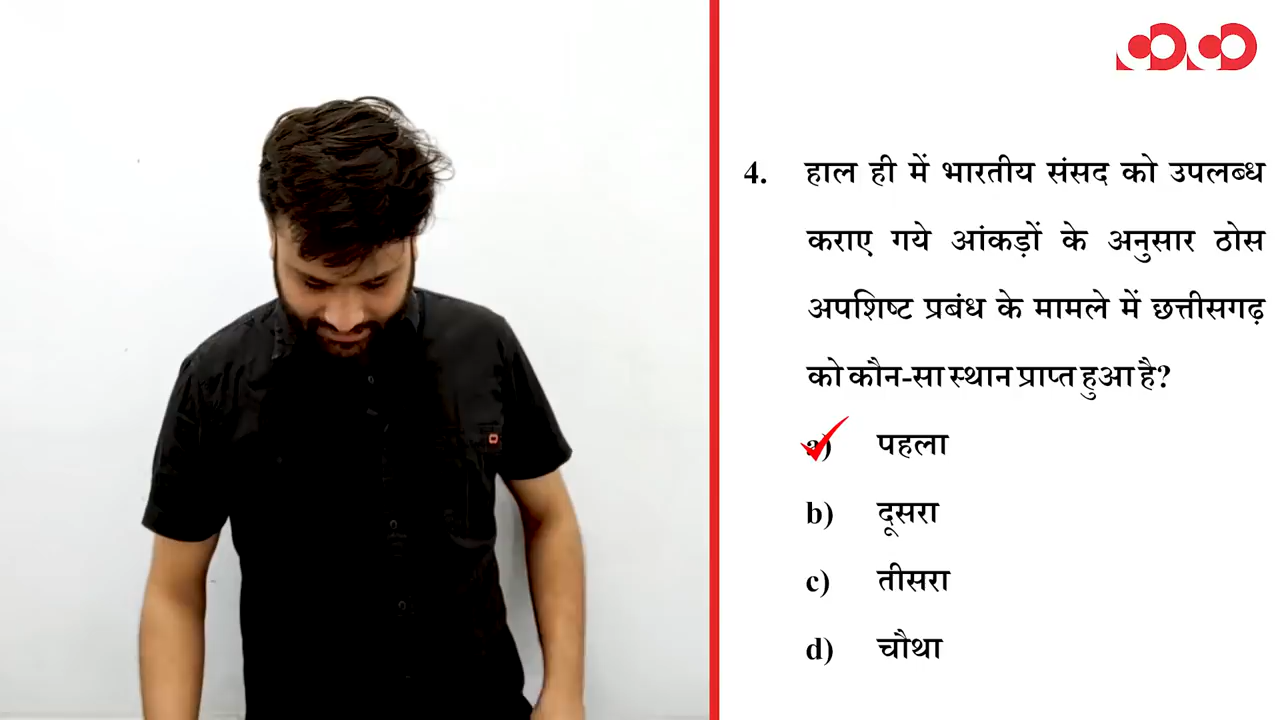 4. हाल ही में भारतीय संसद को उपलब्ध
कराए गये आंकड़ों के अनुसार ठोस
अपशिष्ट प्रबंध के मामले में छत्तीसगढ़
को कौन-सा स्थान प्राप्त हुआ है?
a) पहला
b) दूसरा
c) तीसरा
d) चौथा